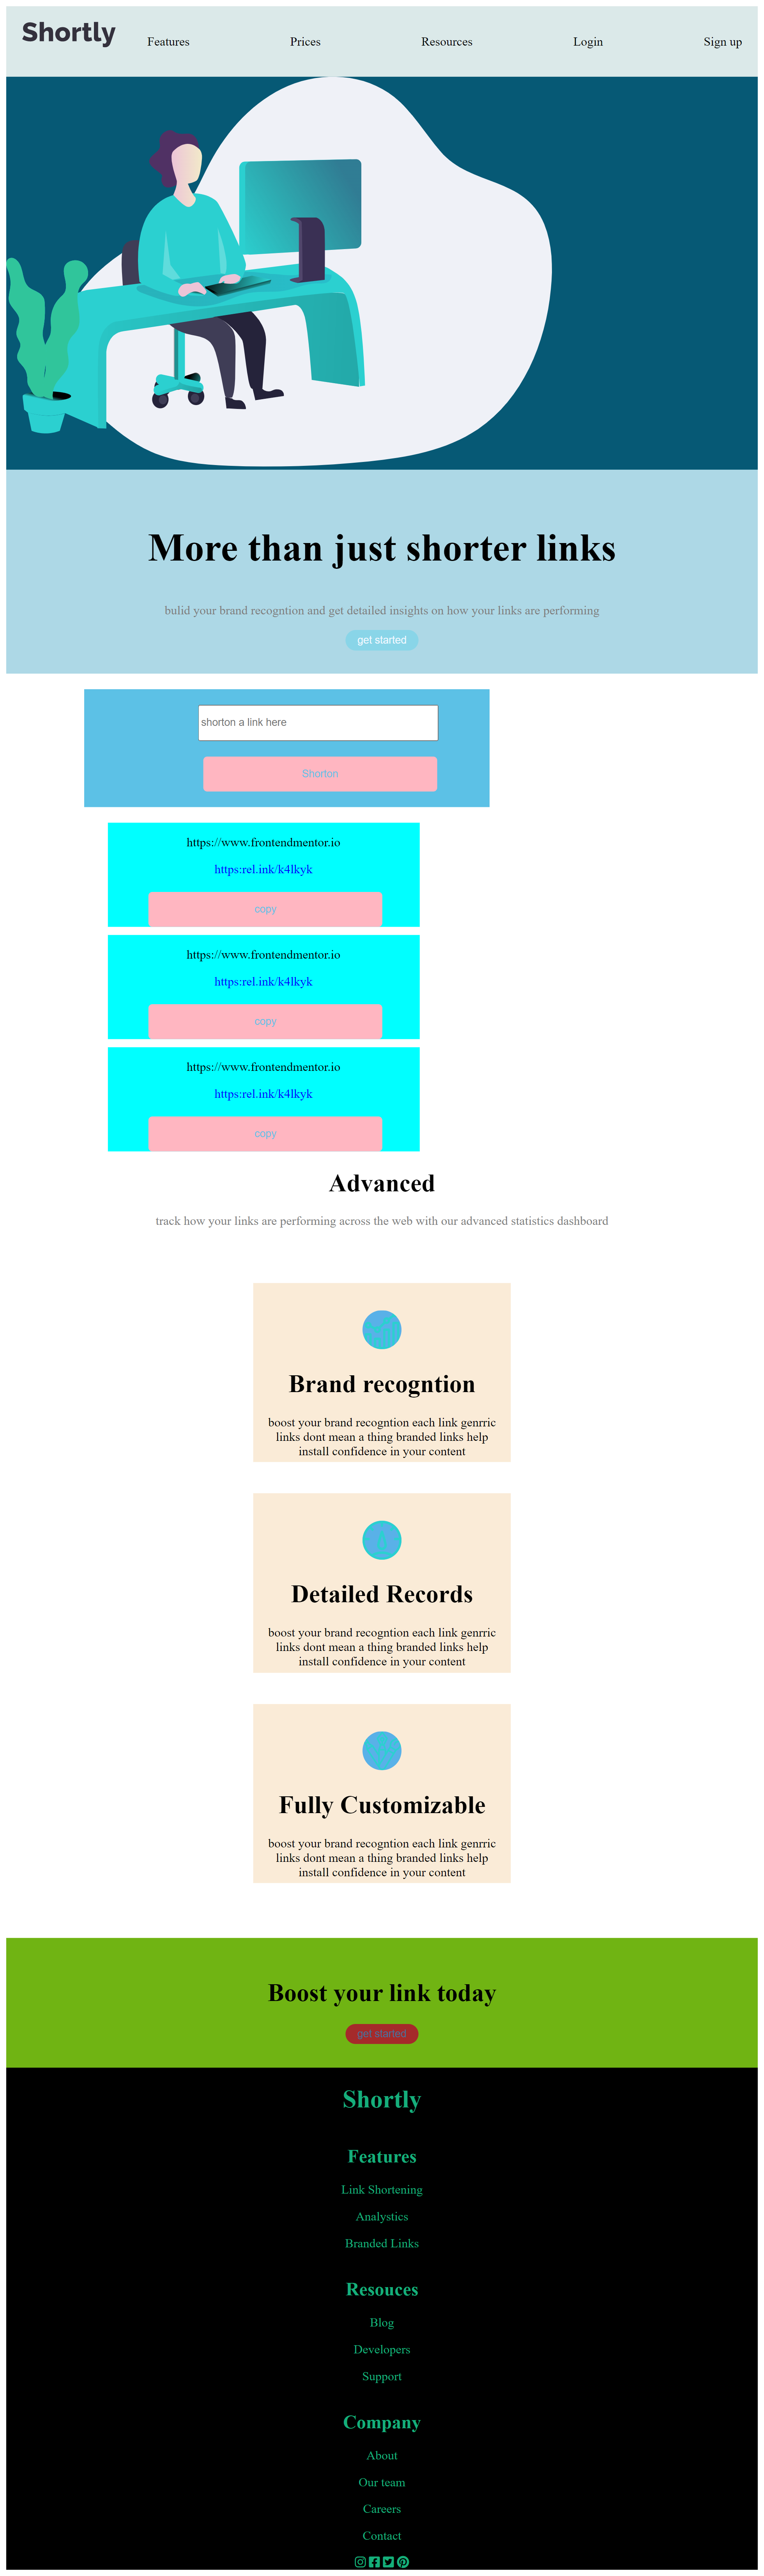 Shortly
Features Prices Resources Login Sign up
More than just shorter links
bulid your brand recogntion and get detailed insights on how your links are performing
get started
shorton a link here
Shorton
https://www.frontendmentor.io
https:rel.ink/k4lkyk
copy
https://www.frontendmentor.io
https:rel.ink/k4lkyk
copy
https://www.frontendmentor.io
https:rel.ink/k4lkyk
copy
Advanced
track how your links are performing across the web with our advanced statistics dashboard
Brand recogntion
boost your brand recogntion each link genrric
links dont mean a thing branded links help
install confidence in your content
Detailed Records
boost your brand recogntion each link genrric
links dont mean a thing branded links help
install confidence in your content
Fully Customizable
boost your brand recogntion each link genrric
links dont mean a thing branded links help
install confidence in your content
Boost your link today
get started
Shortly
Features
Link Shortening
Analystics
Branded Links
Resouces
Blog
Developers
Support
Company
About
Our team
Careers
Contact